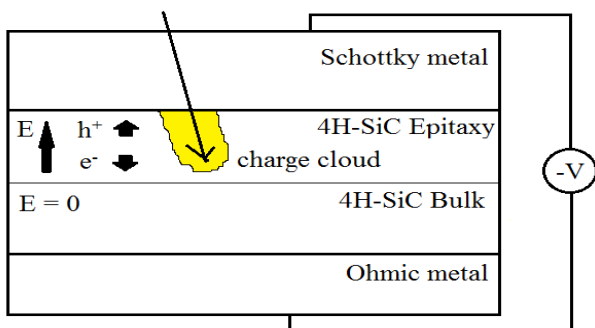 Schottky metal
E h⁺ 4H-SiC Epitaxy
e⁻ charge cloud
E = 0 4H-SiC Bulk
-V
Ohmic metal